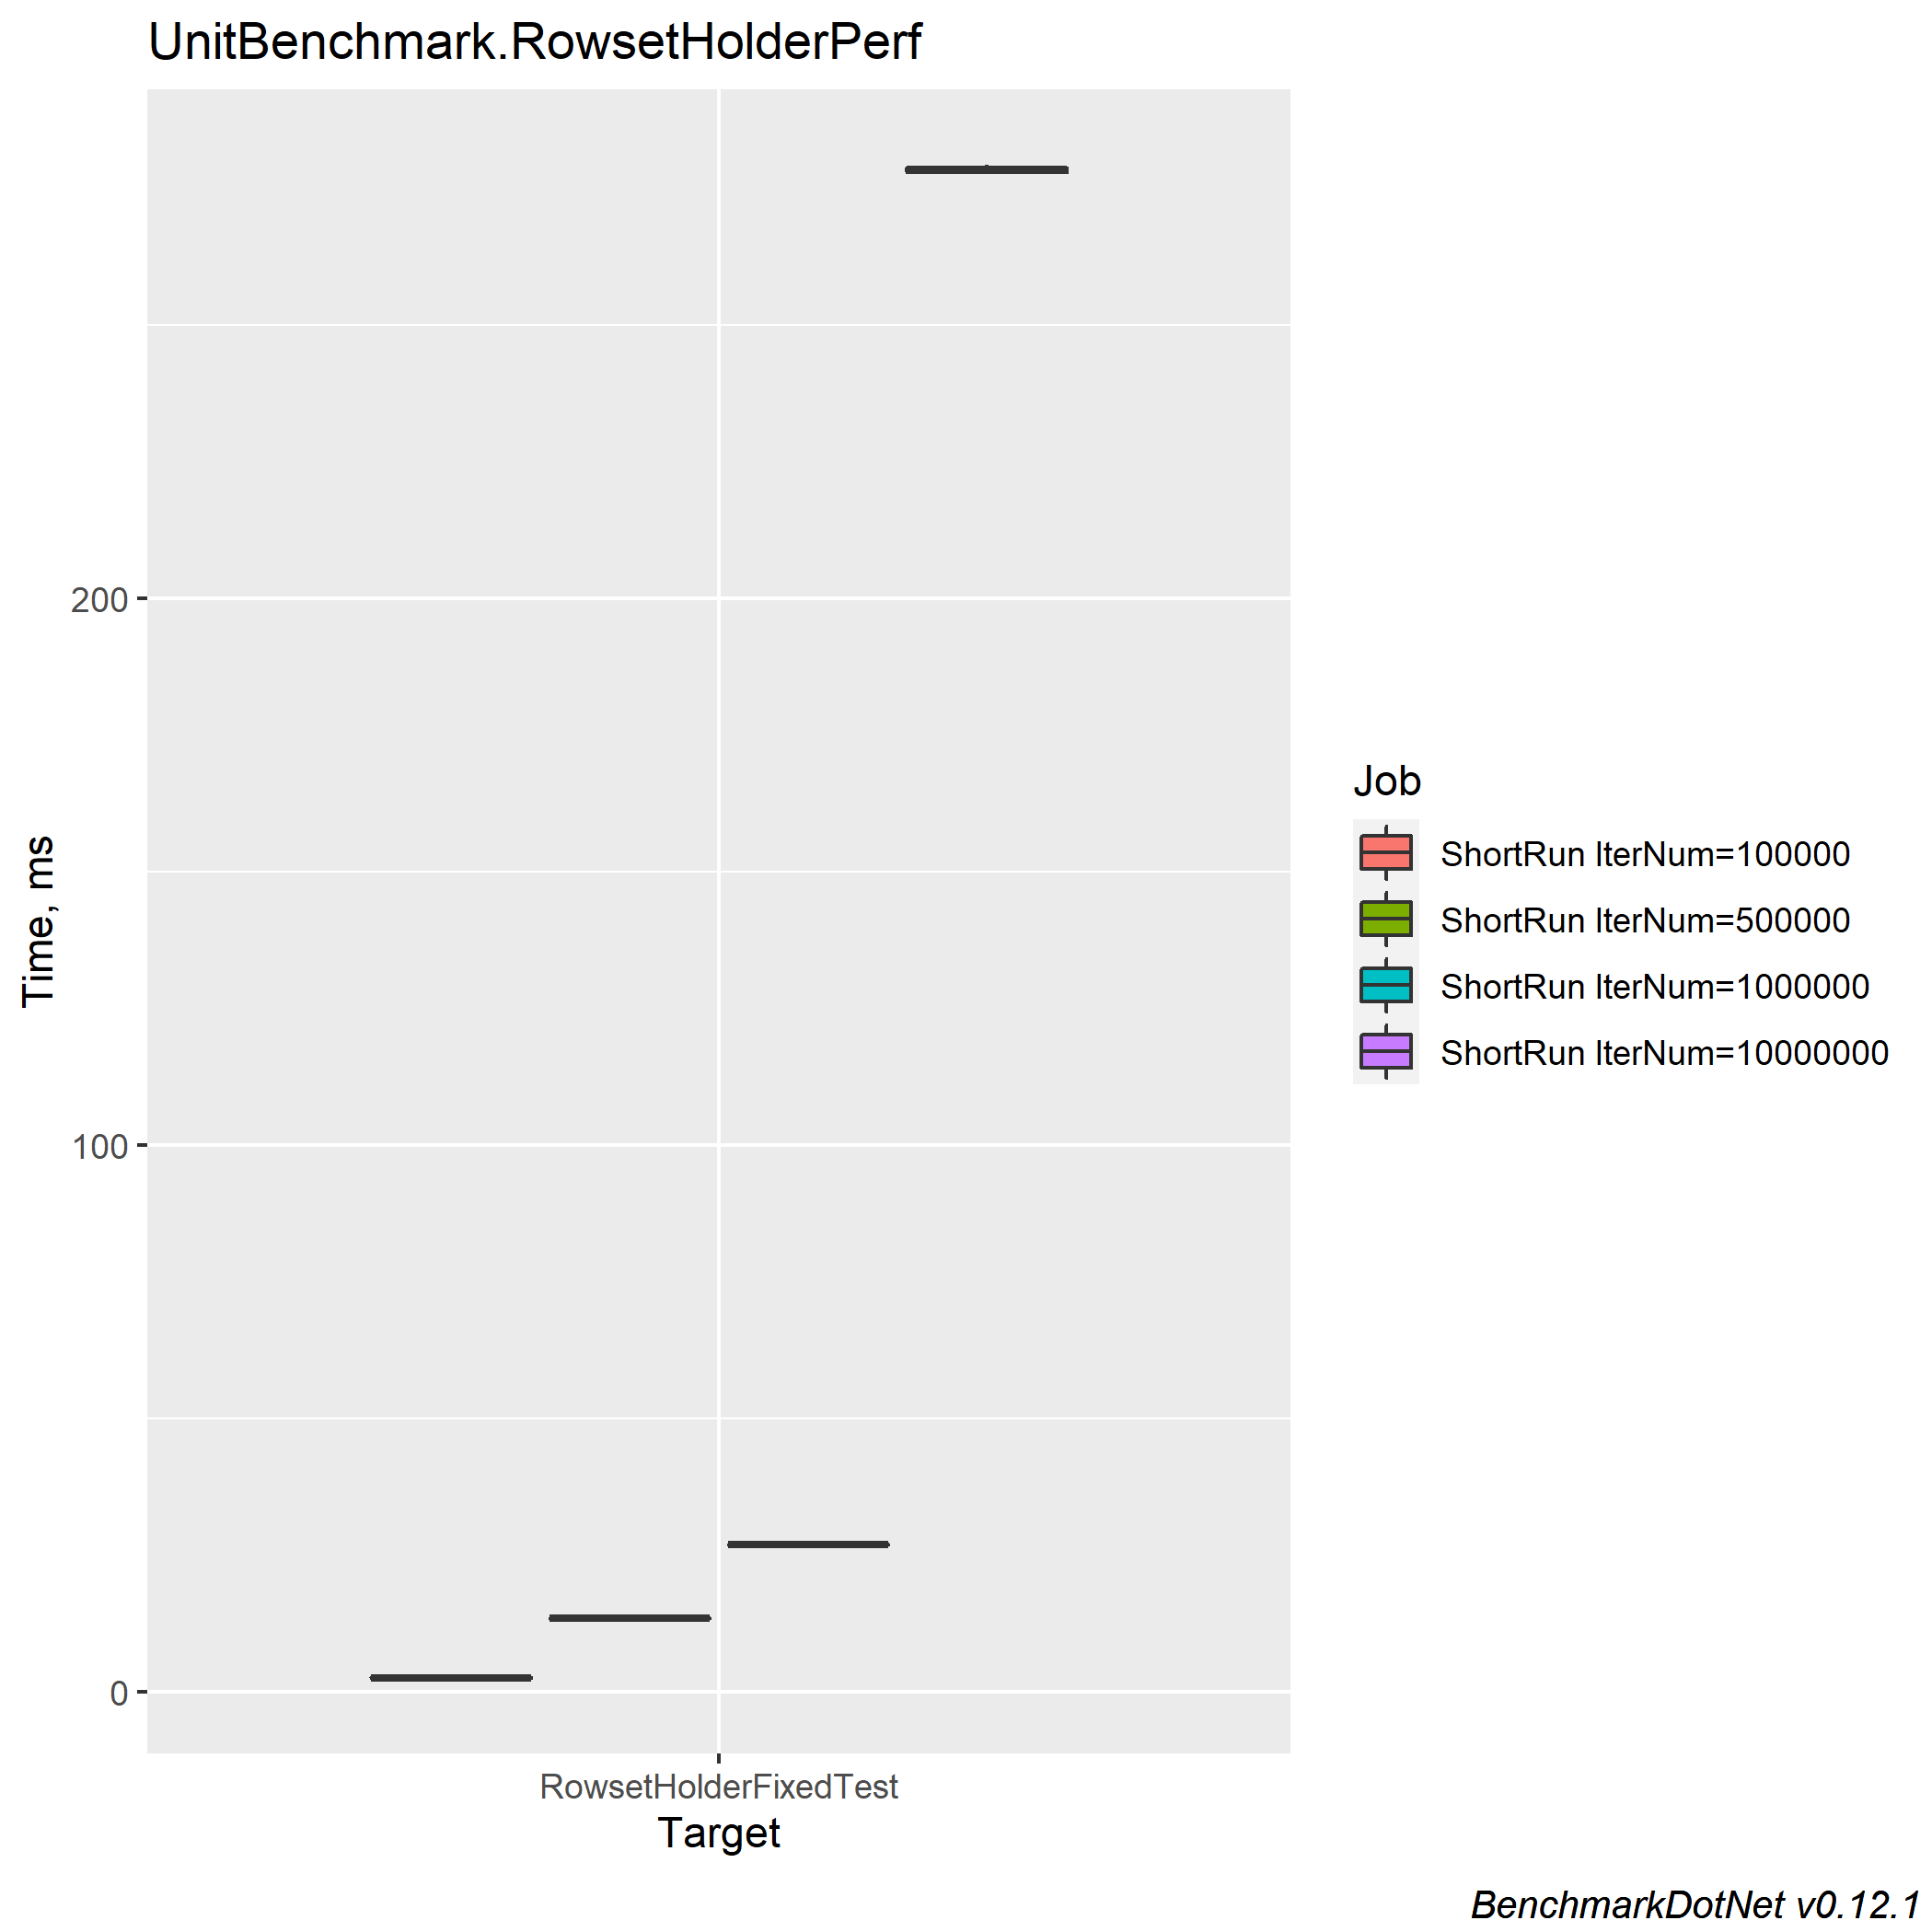 UnitBenchmark.RowsetHolderPerf
Time, ms
200
100
0
RowsetHolderFixedTest
Target
Job
ShortRun IterNum=100000
ShortRun IterNum=500000
ShortRun IterNum=1000000
ShortRun IterNum=10000000
BenchmarkDotNet v0.12.1